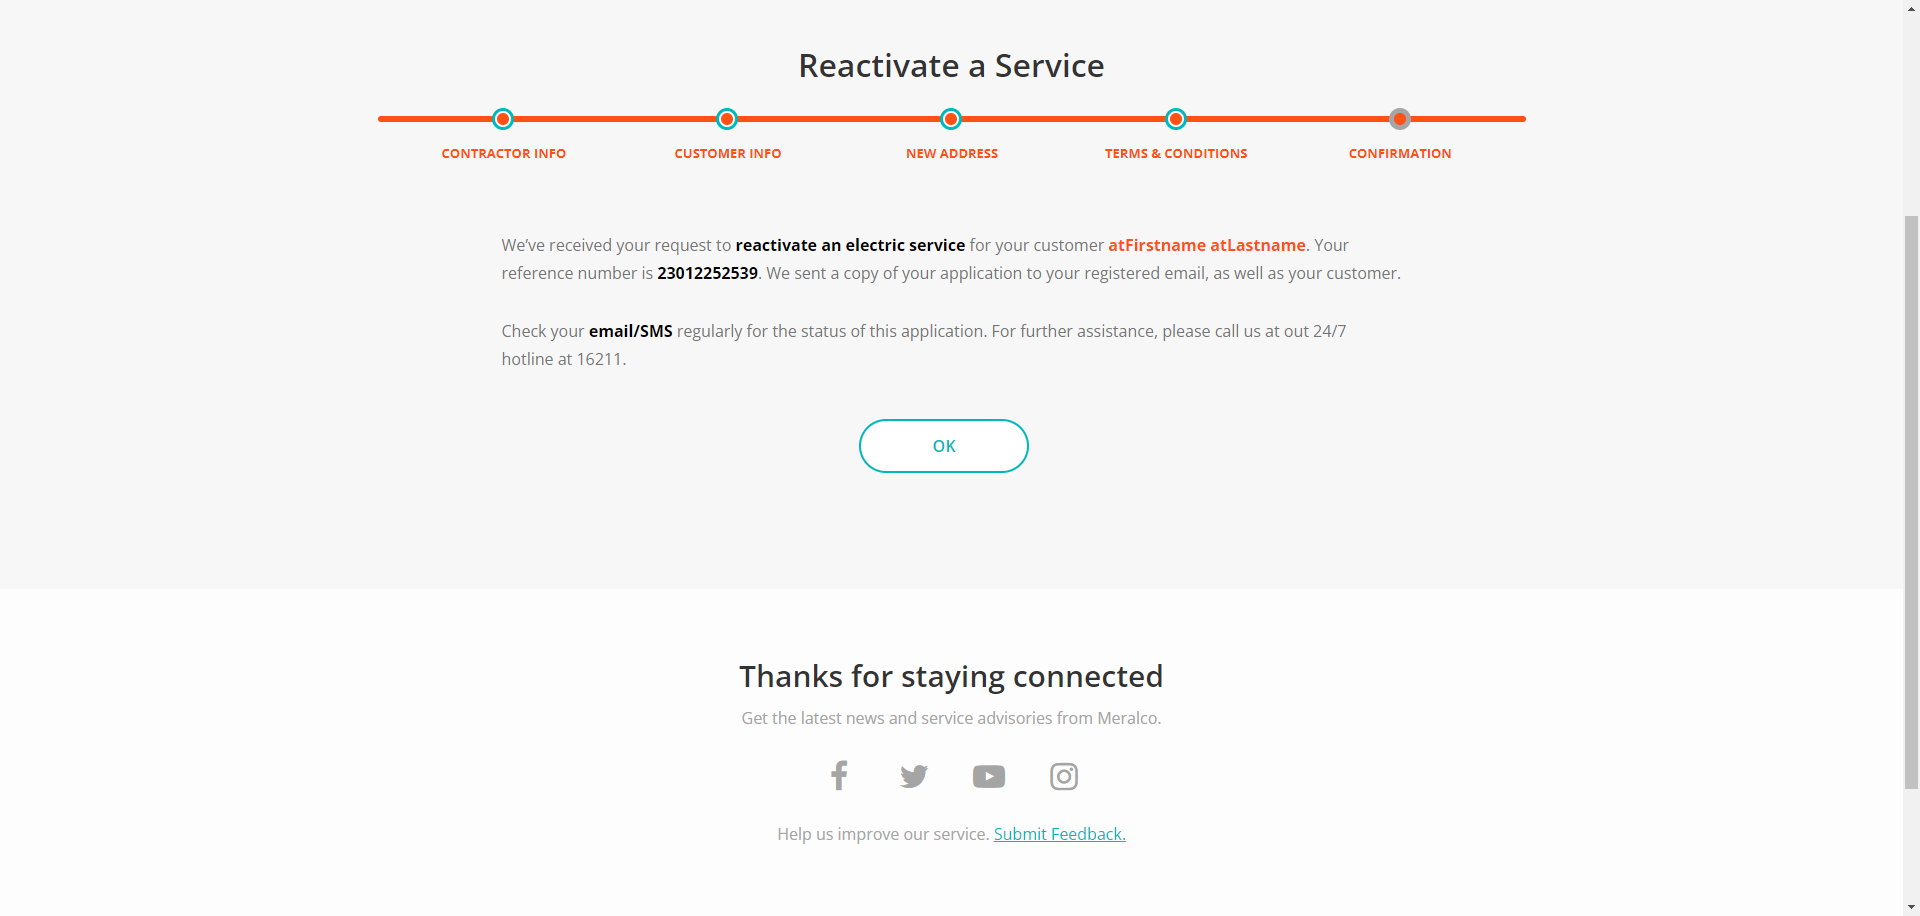 Reactivate a Service
CONTRACTOR INFO
CUSTOMER INFO
NEW ADDRESS
TERMS & CONDITIONS
CONFIRMATION
We’ve received your request to reactivate an electric service for your customer atFirstname atLastname. Your
reference number is 23012252539. We sent a copy of your application to your registered email, as well as your customer.
Check your email/SMS regularly for the status of this application. For further assistance, please call us at out 24/7
hotline at 16211.
OK
Thanks for staying connected
Get the latest news and service advisories from Meralco.
Help us improve our service. Submit Feedback.